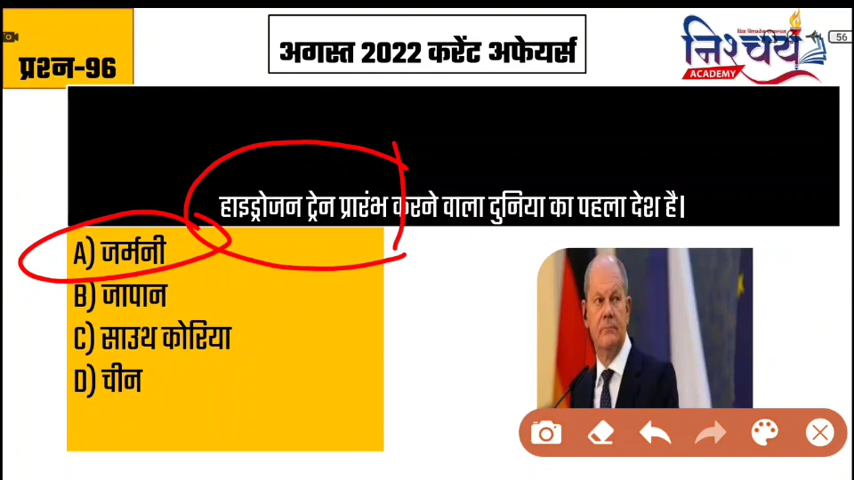 प्रश्न-96
अगस्त 2022 करेंट अफेयर्स
निश्चय
ACADEMY
56
हाइड्रोजन ट्रेन प्रारंभ करने वाला दुनिया का पहला देश है।
A) जर्मनी
B) जापान
C) साउथ कोरिया
D) चीन